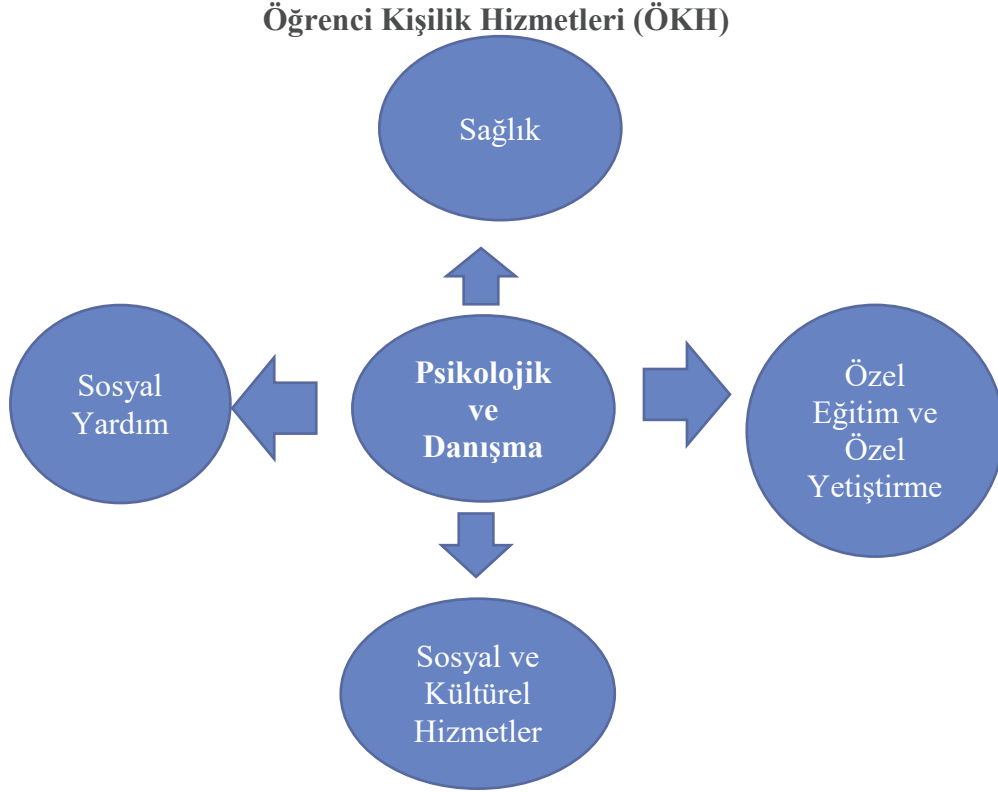 Öğrenci Kişilik Hizmetleri (ÖKH)
Sağlık
Sosyal
Yardım
Psikolojik
ve
Danışma
Özel
Eğitim ve
Özel
Yetiştirme
Sosyal ve
Kültürel
Hizmetler